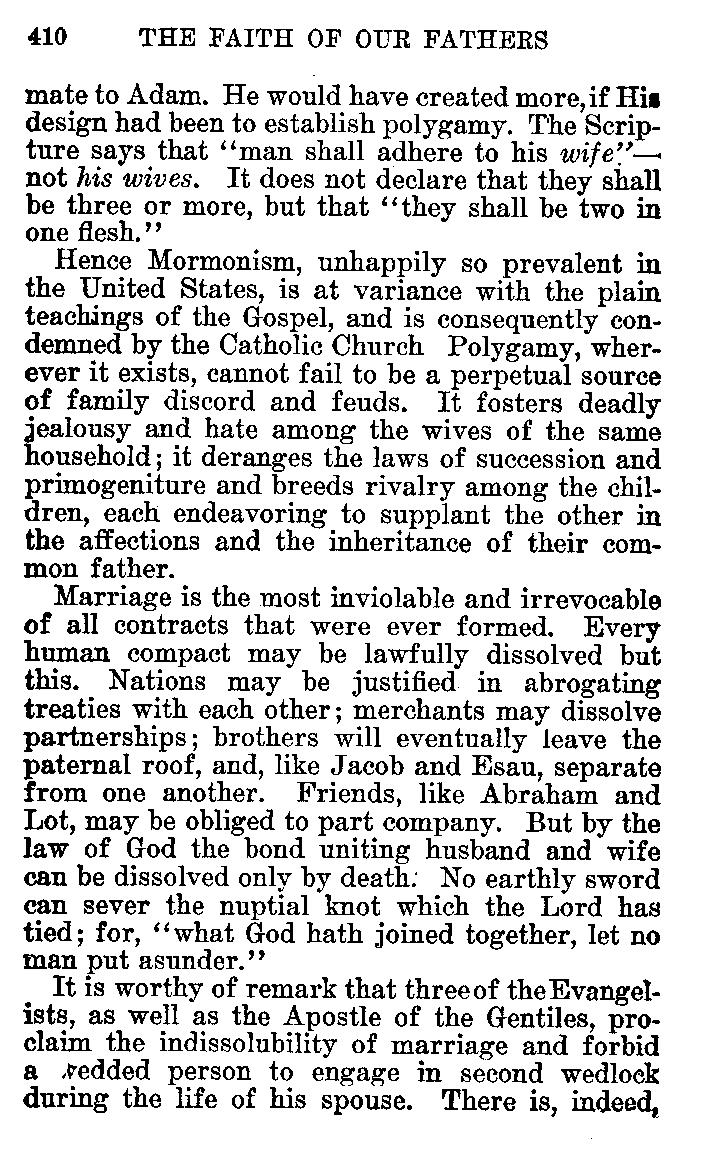 410 THE FAITH OF OUR FATHERS
mate to Adam. He would have created more, if His
design had been to establish polygamy. The Scrip-
ture says that "man shall adhere to his wife"—
not his wives. It does not declare that they shall
be three or more, but that "they shall be two in
one flesh."
Hence Mormonism, unhappily so prevalent in
the United States, is at variance with the plain
teachings of the Gospel, and is consequently con-
demned by the Catholic Church Polygamy, wher-
ever it exists, cannot fail to be a perpetual source
of family discord and feuds. It fosters deadly
jealousy and hate among the wives of the same
household; it deranges the laws of succession and
primogeniture and breeds rivalry among the chil-
dren, each endeavoring to supplant the other in
the affections and the inheritance of their com-
mon father.
Marriage is the most inviolable and irrevocable
of all contracts that were ever formed. Every
human compact may be lawfully dissolved but
this. Nations may be justified in abrogating
treaties with each other; merchants may dissolve
partnerships; brothers will eventually leave the
paternal roof, and, like Jacob and Esau, separate
from one another. Friends, like Abraham and
Lot, may be obliged to part company. But by the
law of God the bond uniting husband and wife
can be dissolved only by death. No earthly sword
can sever the nuptial knot which the Lord has
tied; for, "what God hath joined together, let no
man put asunder."
It is worthy of remark that three of the Evangel-
ists, as well as the Apostle of the Gentiles, pro-
claim the indissolubility of marriage and forbid
a wedded person to engage in second wedlock
during the life of his spouse. There is, indeed,